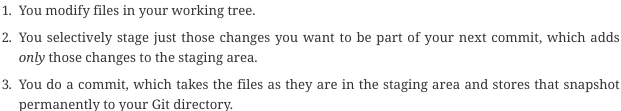 1. You modify files in your working tree.
2. You selectively stage just those changes you want to be part of your next commit, which adds
only those changes to the staging area.
3. You do a commit, which takes the files as they are in the staging area and stores that snapshot
permanently to your Git directory.